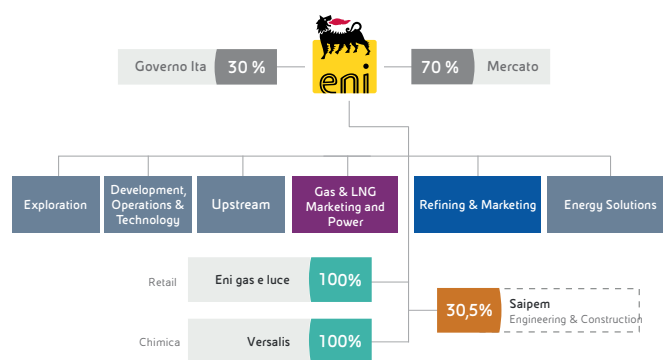 Governo Ita
30 %
eni
70 %
Mercato
Exploration
Development,
Operations &
Technology
Upstream
Gas & LNG
Marketing and
Power
Refining & Marketing
Energy Solutions
Retail
Eni gas e luce
100%
30,5%
Saipem
Engineering & Construction
Chimica
Versalis
100%